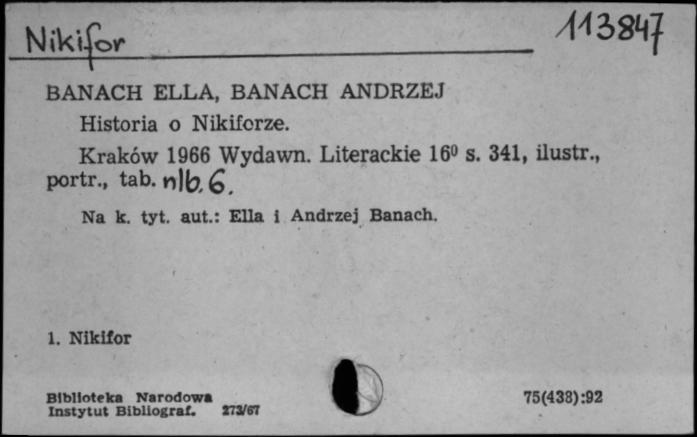 Nikifor
113847
BANACH ELLA, BANACH ANDRZEJ
Historia o Nikiforze.
Kraków 1966 Wydawn. Literackie 16⁰ s. 341, ilustr.,
portr., tab. nlb. 6.
Na k. tyt. aut.: Ella i Andrzej Banach.
1. Nikifor
Biblioteka Narodowa
Instytut Bibliograf. 273/67
75(438):92